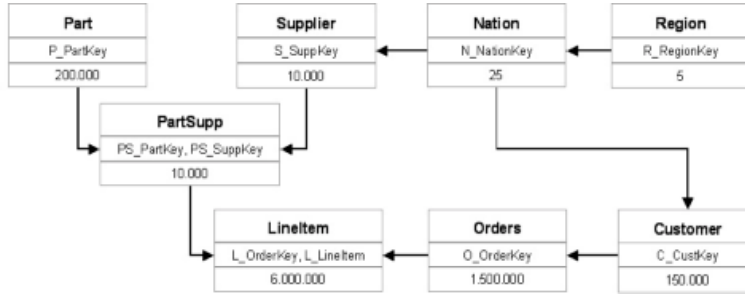 Part
P_PartKey
200.000
Supplier
S_SuppKey
10.000
Nation
N_NationKey
25
Region
R_RegionKey
5
PartSupp
PS_PartKey, PS_SuppKey
10.000
LineItem
L_OrderKey, L_LineItem
6.000.000
Orders
O_OrderKey
1.500.000
Customer
C_CustKey
150.000